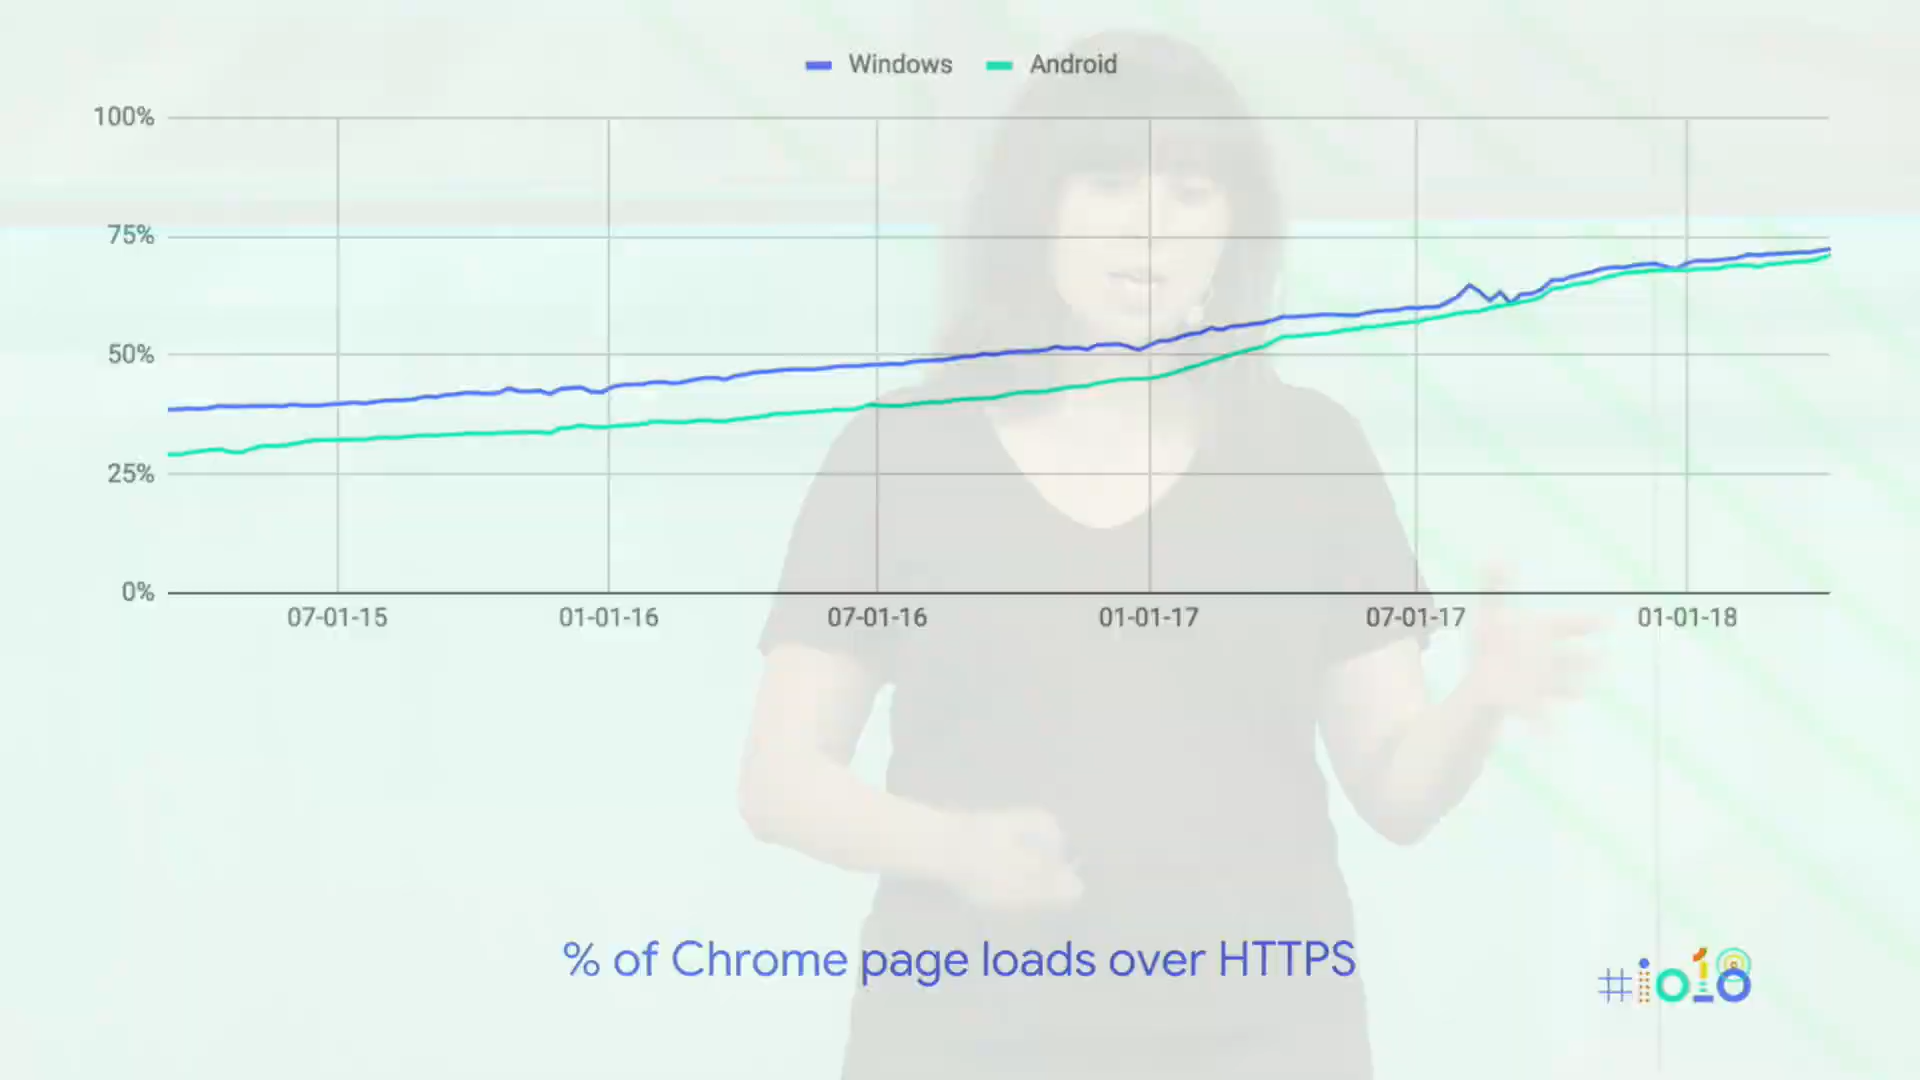 Windows Android
100%
75%
50%
25%
0%
07-01-15 01-01-16 07-01-16 01-01-17 07-01-17 01-01-18
% of Chrome page loads over HTTPS
#io18